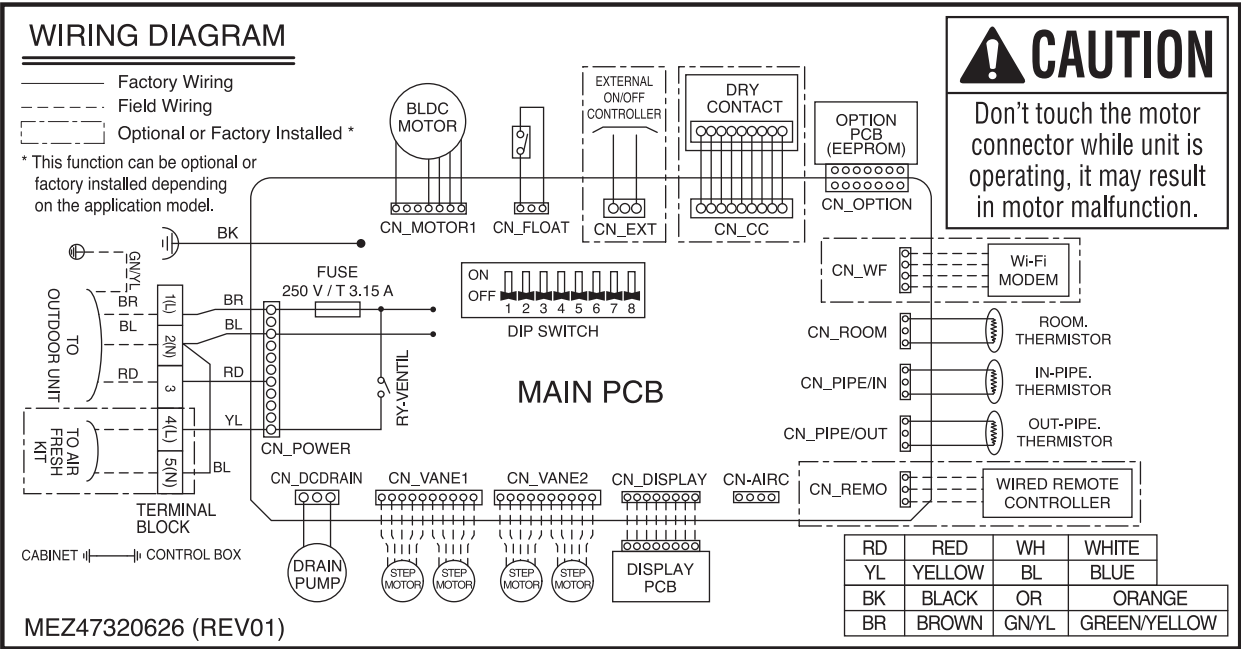 WIRING DIAGRAM
Factory Wiring
Field Wiring
Optional or Factory Installed *
* This function can be optional or
factory installed depending
on the application model.
CAUTION
Don't touch the motor
connector while unit is
operating, it may result
in motor malfunction.
BLDC
MOTOR
CN_MOTOR1
CN_FLOAT
EXTERNAL
ON/OFF
CONTROLLER
CN_EXT
DRY
CONTACT
CN_CC
OPTION
PCB
(EEPROM)
CN_OPTION
BK
GN/YL
BR
BL
RD
TO
OUTDOOR UNIT
1(L)
2(N)
3
4(L)
5(N)
BR
BL
RD
YL
BL
TO AIR
FRESH
KIT
TERMINAL
BLOCK
FUSE
250 V / T 3.15 A
RY-VENTIL
CN_POWER
ON
OFF
1 2 3 4 5 6 7 8
DIP SWITCH
MAIN PCB
CN_WF
Wi-Fi
MODEM
CN_ROOM
ROOM.
THERMISTOR
CN_PIPE/IN
IN-PIPE.
THERMISTOR
CN_PIPE/OUT
OUT-PIPE.
THERMISTOR
CN_REMO
WIRED REMOTE
CONTROLLER
CN_DCDRAIN
CN_VANE1
CN_VANE2
CN_DISPLAY
CN-AIRC
DRAIN
PUMP
STEP
MOTOR
STEP
MOTOR
STEP
MOTOR
STEP
MOTOR
DISPLAY
PCB
CABINET
CONTROL BOX
RD RED WH WHITE
YL YELLOW BL BLUE
BK BLACK OR ORANGE
BR BROWN GN/YL GREEN/YELLOW
MEZ47320626 (REV01)